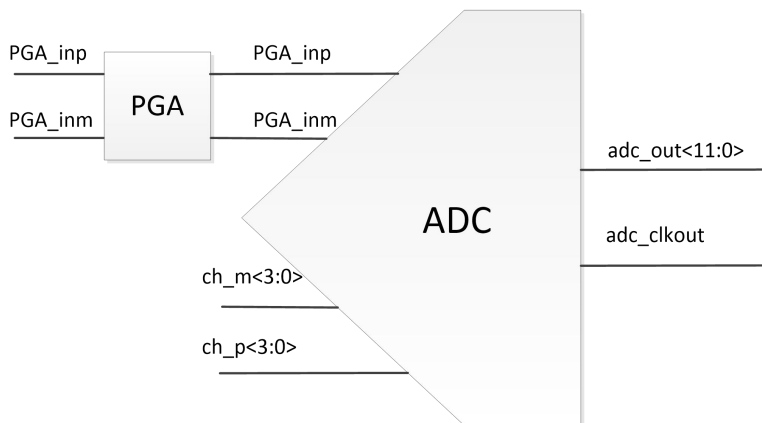 PGA_inp
PGA_inp
PGA
PGA_inm
PGA_inm
adc_out<11:0>
ADC
adc_clkout
ch_m<3:0>
ch_p<3:0>